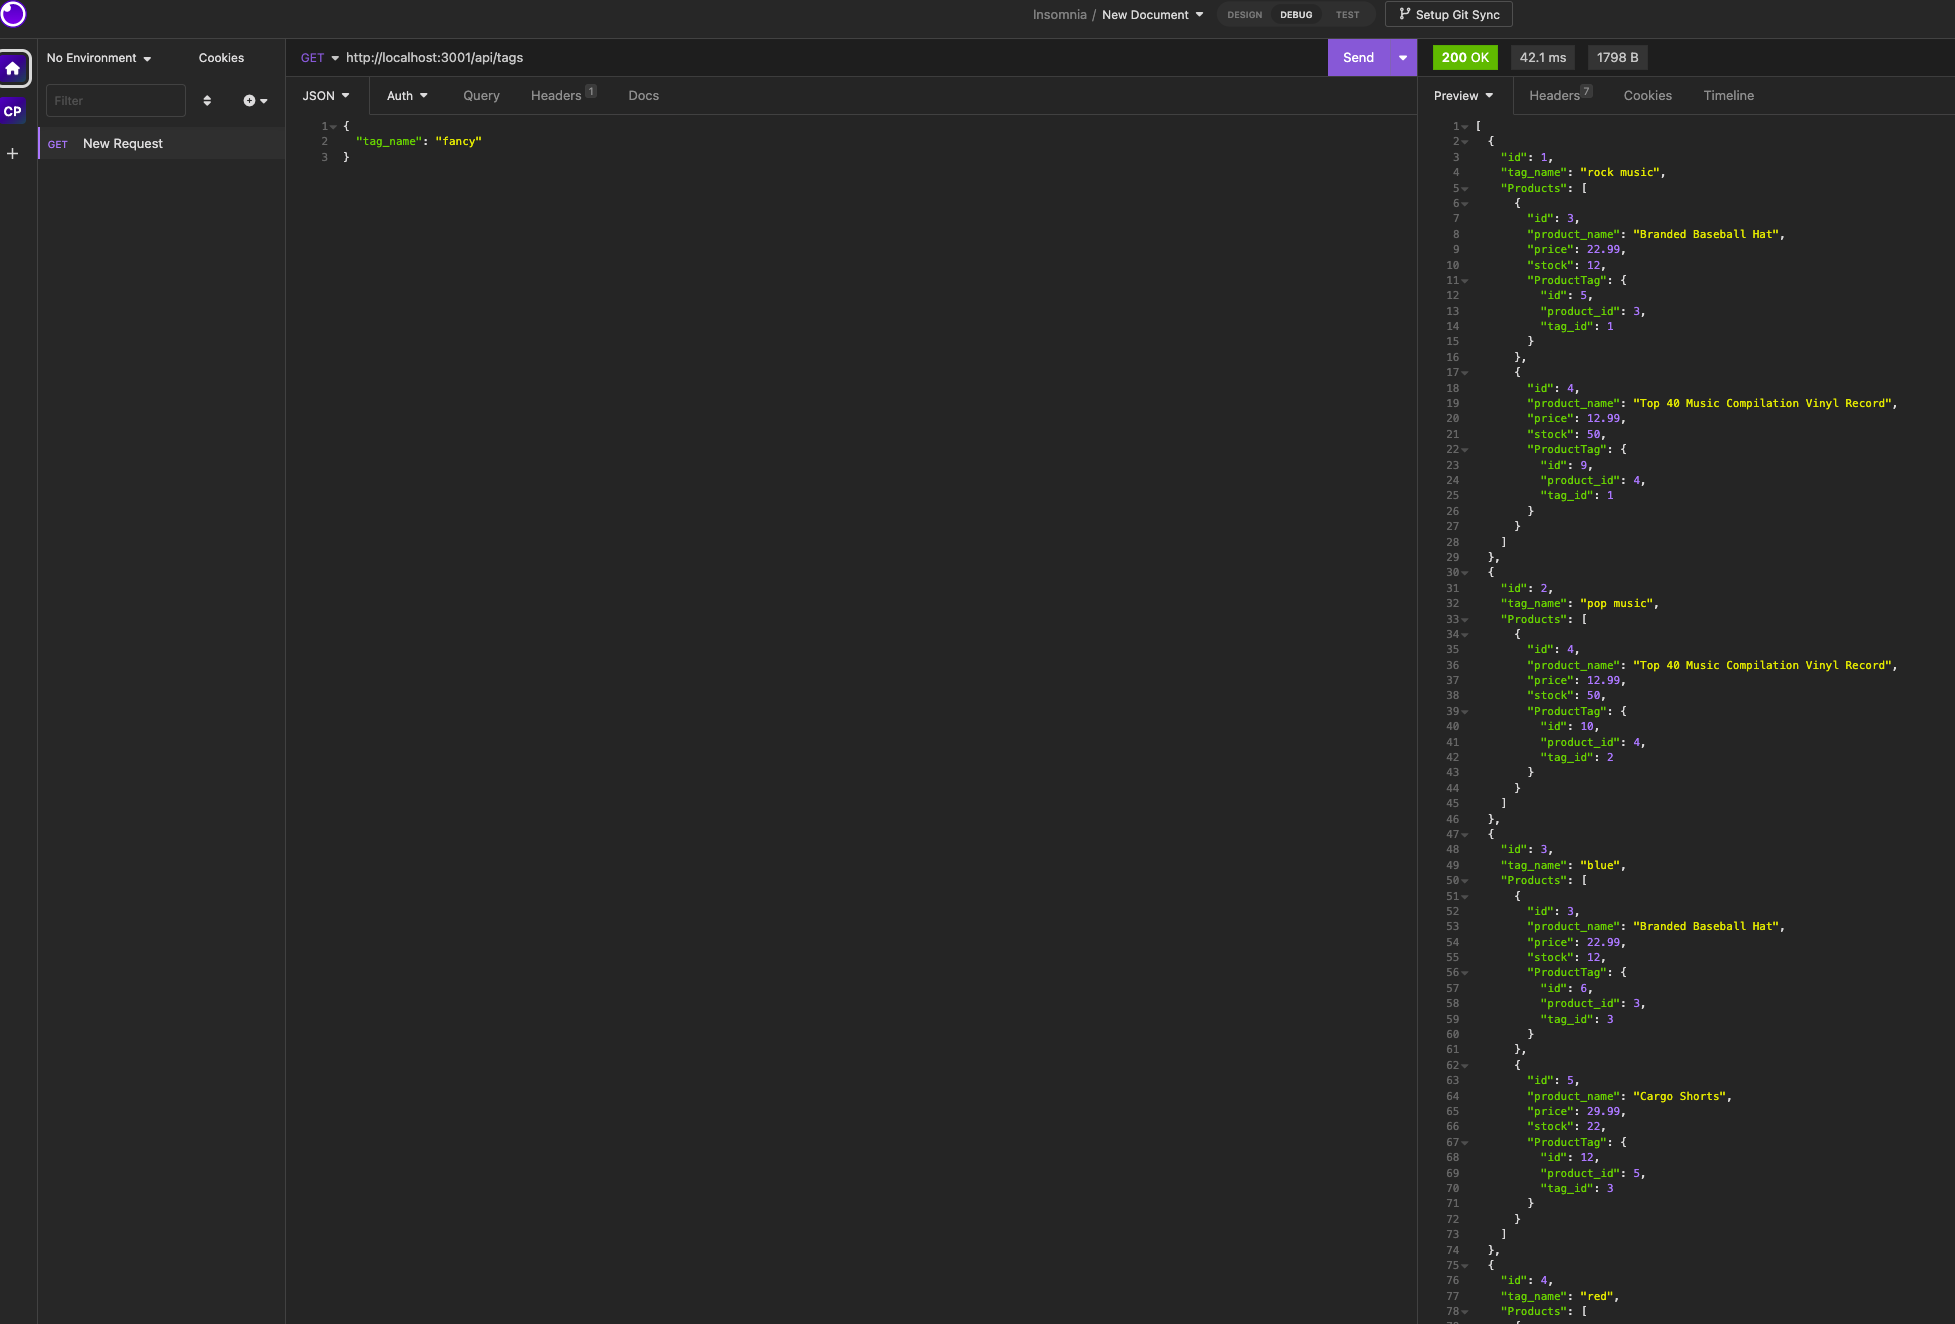 Insomnia / New Document
DESIGN DEBUG TEST
Setup Git Sync
No Environment
Cookies
GET http://localhost:3001/api/tags
Send
200 OK
42.1 ms
1798 B
Filter
CP
GET New Request
JSON Auth Query Headers 1 Docs
Preview Headers 7 Cookies Timeline
1 {
2 "tag_name": "fancy"
3 }
1 [
2 {
3 "id": 1,
4 "tag_name": "rock music",
5 "Products": [
6 {
7 "id": 3,
8 "product_name": "Branded Baseball Hat",
9 "price": 22.99,
10 "stock": 12,
11 "ProductTag": {
12 "id": 5,
13 "product_id": 3,
14 "tag_id": 1
15 }
16 },
17 {
18 "id": 4,
19 "product_name": "Top 40 Music Compilation Vinyl Record",
20 "price": 12.99,
21 "stock": 50,
22 "ProductTag": {
23 "id": 9,
24 "product_id": 4,
25 "tag_id": 1
26 }
27 }
28 ]
29 },
30 {
31 "id": 2,
32 "tag_name": "pop music",
33 "Products": [
34 {
35 "id": 4,
36 "product_name": "Top 40 Music Compilation Vinyl Record",
37 "price": 12.99,
38 "stock": 50,
39 "ProductTag": {
40 "id": 10,
41 "product_id": 4,
42 "tag_id": 2
43 }
44 }
45 ]
46 },
47 {
48 "id": 3,
49 "tag_name": "blue",
50 "Products": [
51 {
52 "id": 3,
53 "product_name": "Branded Baseball Hat",
54 "price": 22.99,
55 "stock": 12,
56 "ProductTag": {
57 "id": 6,
58 "product_id": 3,
59 "tag_id": 3
60 }
61 },
62 {
63 "id": 5,
64 "product_name": "Cargo Shorts",
65 "price": 29.99,
66 "stock": 22,
67 "ProductTag": {
68 "id": 12,
69 "product_id": 5,
70 "tag_id": 3
71 }
72 }
73 ]
74 },
75 {
76 "id": 4,
77 "tag_name": "red",
78 "Products": [